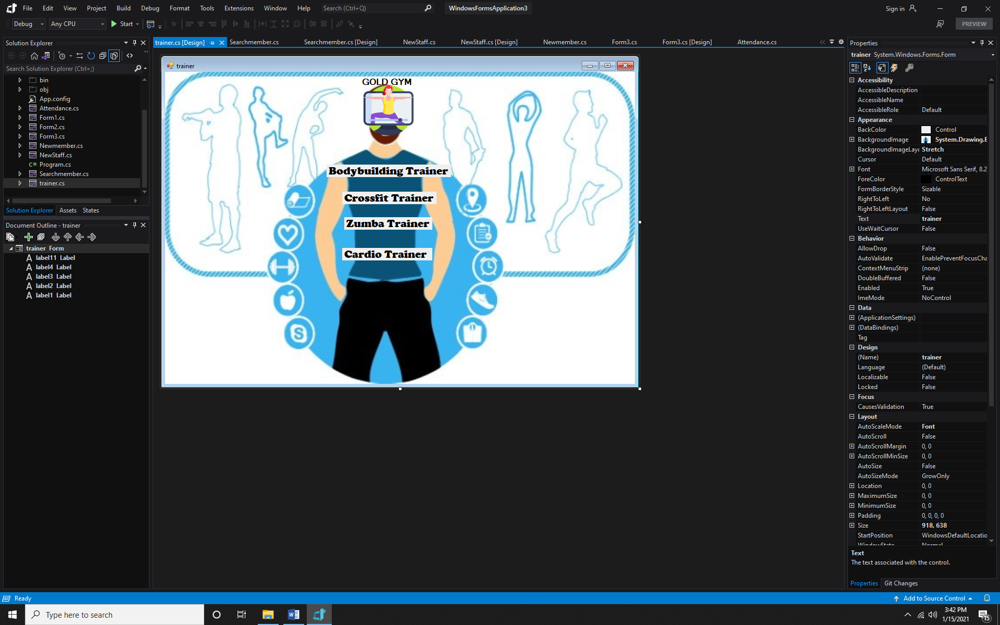 File Edit View Project Build Debug Format Tools Extensions Window Help Search (Ctrl+Q) WindowsFormsApplication3 Sign in
Debug Any CPU Start PREVIEW
Solution Explorer
Search Solution Explorer (Ctrl+;)
bin
obj
App.config
Attendance.cs
Form1.cs
Form2.cs
Form3.cs
Newmember.cs
NewStaff.cs
C# Program.cs
Searchmember.cs
trainer.cs
Solution Explorer Assets States
Document Outline - trainer
trainer Form
label11 Label
label4 Label
label3 Label
label2 Label
label1 Label
trainer.cs [Design] Searchmember.cs Searchmember.cs [Design] NewStaff.cs NewStaff.cs [Design] Newmember.cs Form3.cs Form3.cs [Design] Attendance.cs
trainer
GOLD GYM
Bodybuilding Trainer
Crossfit Trainer
Zumba Trainer
Cardio Trainer
S
Properties
trainer System.Windows.Forms.Form
Accessibility
AccessibleDescription
AccessibleName
AccessibleRole Default
Appearance
BackColor Control
BackgroundImage System.Drawing.E
BackgroundImageLayo Stretch
Cursor Default
Font Microsoft Sans Serif, 8.2
ForeColor ControlText
FormBorderStyle Sizable
RightToLeft No
RightToLeftLayout False
Text trainer
UseWaitCursor False
Behavior
AllowDrop False
AutoValidate EnablePreventFocusCha
ContextMenuStrip (none)
DoubleBuffered False
Enabled True
ImeMode NoControl
Data
(ApplicationSettings)
(DataBindings)
Tag
Design
(Name) trainer
Language (Default)
Localizable False
Locked False
Focus
CausesValidation True
Layout
AutoScaleMode Font
AutoScroll False
AutoScrollMargin 0, 0
AutoScrollMinSize 0, 0
AutoSize False
AutoSizeMode GrowOnly
Location 0, 0
MaximumSize 0, 0
MinimumSize 0, 0
Padding 0, 0, 0, 0
Size 918, 638
StartPosition WindowsDefaultLocatio
WindowState Normal
Text
The text associated with the control.
Properties Git Changes
Ready Add to Source Control
Type here to search
3:42 PM
1/15/2021
15